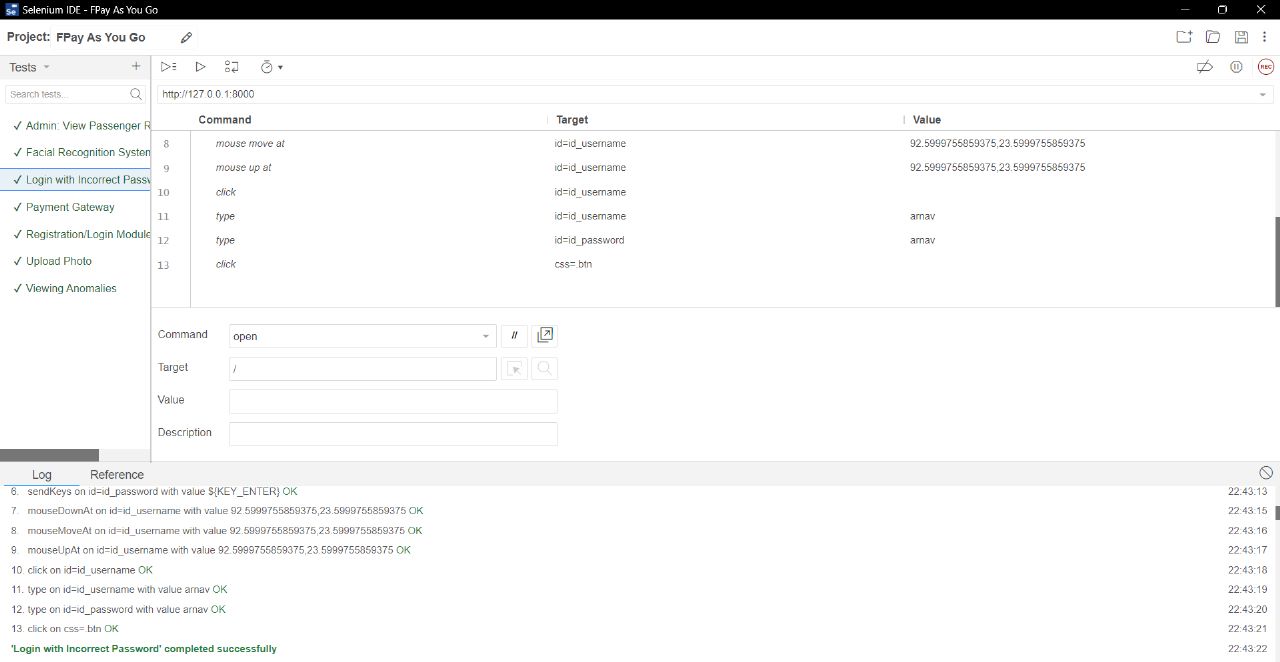 Selenium IDE - FPay As You Go
Project: FPay As You Go
Tests
Search tests...
http://127.0.0.1:8000
REC
Command Target Value
✓ Admin: View Passenger R
✓ Facial Recognition System
✓ Login with Incorrect Passw
✓ Payment Gateway
✓ Registration/Login Module
✓ Upload Photo
✓ Viewing Anomalies
8 mouse move at id=id_username 92.5999755859375,23.5999755859375
9 mouse up at id=id_username 92.5999755859375,23.5999755859375
10 click id=id_username
11 type id=id_username arnav
12 type id=id_password arnav
13 click css=.btn
Command open //
Target /
Value
Description
Log Reference
6. sendKeys on id=id_password with value ${KEY_ENTER} OK 22:43:13
7. mouseDownAt on id=id_username with value 92.5999755859375,23.5999755859375 OK 22:43:15
8. mouseMoveAt on id=id_username with value 92.5999755859375,23.5999755859375 OK 22:43:16
9. mouseUpAt on id=id_username with value 92.5999755859375,23.5999755859375 OK 22:43:17
10. click on id=id_username OK 22:43:18
11. type on id=id_username with value arnav OK 22:43:19
12. type on id=id_password with value arnav OK 22:43:20
13. click on css=.btn OK 22:43:21
'Login with Incorrect Password' completed successfully 22:43:22